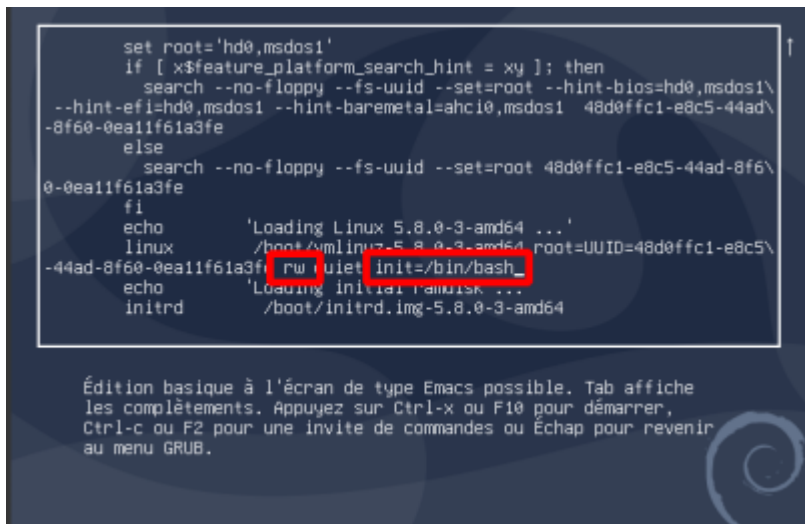 set root='hd0,msdos1'
if [ x$feature_platform_search_hint = xy ]; then
search --no-floppy --fs-uuid --set=root --hint-bios=hd0,msdos1\
--hint-efi=hd0,msdos1 --hint-baremetal=ahci0,msdos1  48d0ffc1-e8c5-44ad\
-8f60-0ea11f61a3fe
else
search --no-floppy --fs-uuid --set=root 48d0ffc1-e8c5-44ad-8f6\
0-0ea11f61a3fe
fi
echo 'Loading Linux 5.8.0-3-amd64 ...'
linux /boot/vmlinuz-5.8.0-3-amd64 root=UUID=48d0ffc1-e8c5\
-44ad-8f60-0ea11f61a3fe rw quiet init=/bin/bash_
echo 'Loading initial ramdisk ...'
initrd /boot/initrd.img-5.8.0-3-amd64
Édition basique à l'écran de type Emacs possible. Tab affiche
les complètements. Appuyez sur Ctrl-x ou F10 pour démarrer,
Ctrl-c ou F2 pour une invite de commandes ou Échap pour revenir
au menu GRUB.